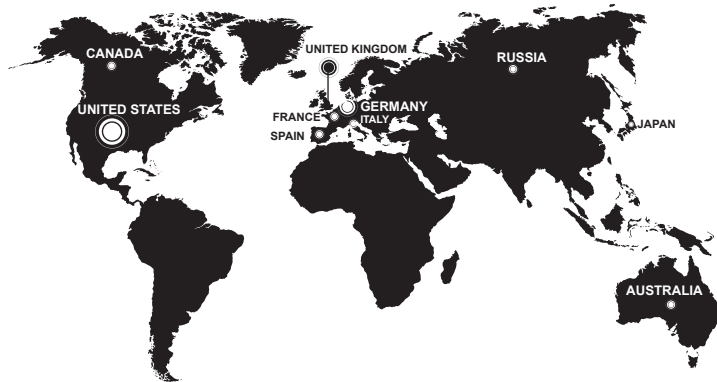 CANADA
UNITED KINGDOM
RUSSIA
UNITED STATES
GERMANY
FRANCE
ITALY
JAPAN
SPAIN
AUSTRALIA